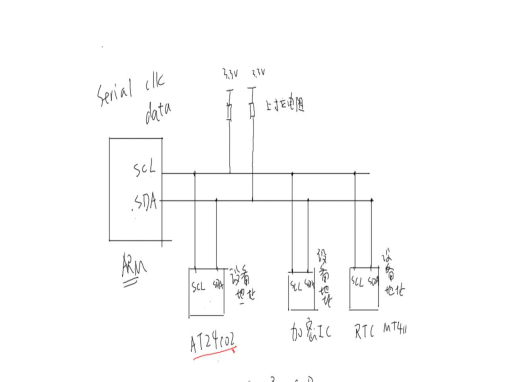 Serial clk
data
3.3V 3.3V
上拉电阻
SCL
SDA
ARM
SCL SDA
设备
地址
SCL SDA
设备
地址
SCL SDA
设备
地址
AT24C02
加密IC
RTC